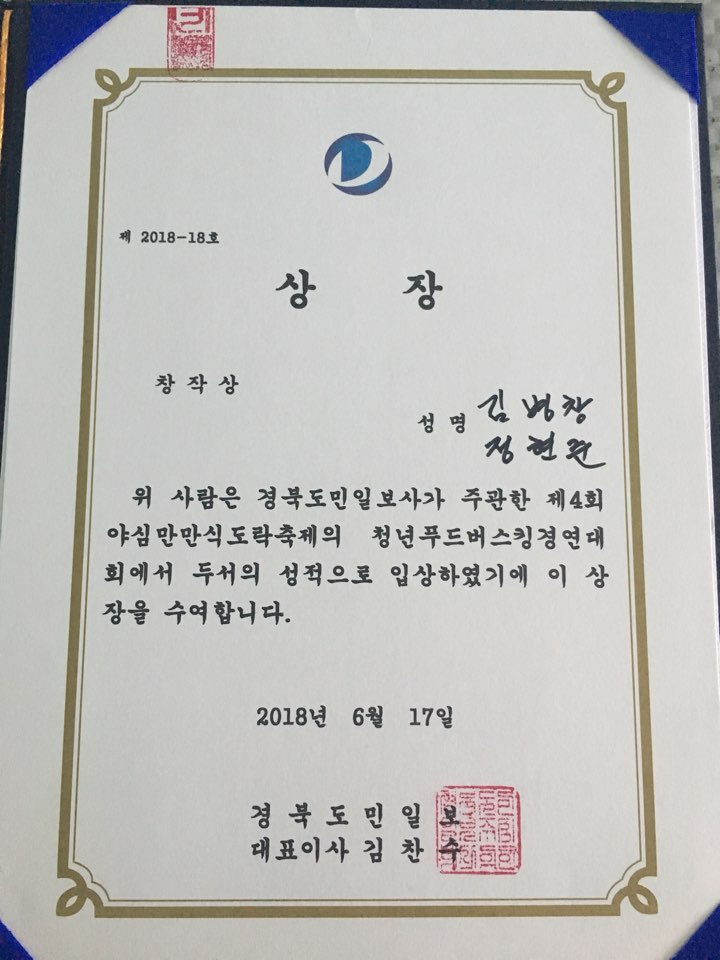 제 2018-18호
상 장
창 작 상
성 명 김병창
정현준
위 사람은 경북도민일보사가 주관한 제4회
야심만만식도락축제의 청년푸드버스킹경연대
회에서 두서의 성적으로 입상하였기에 이 상
장을 수여합니다.
2018년 6월 17일
경 북 도 민 일 보
대표이사 김 찬 수